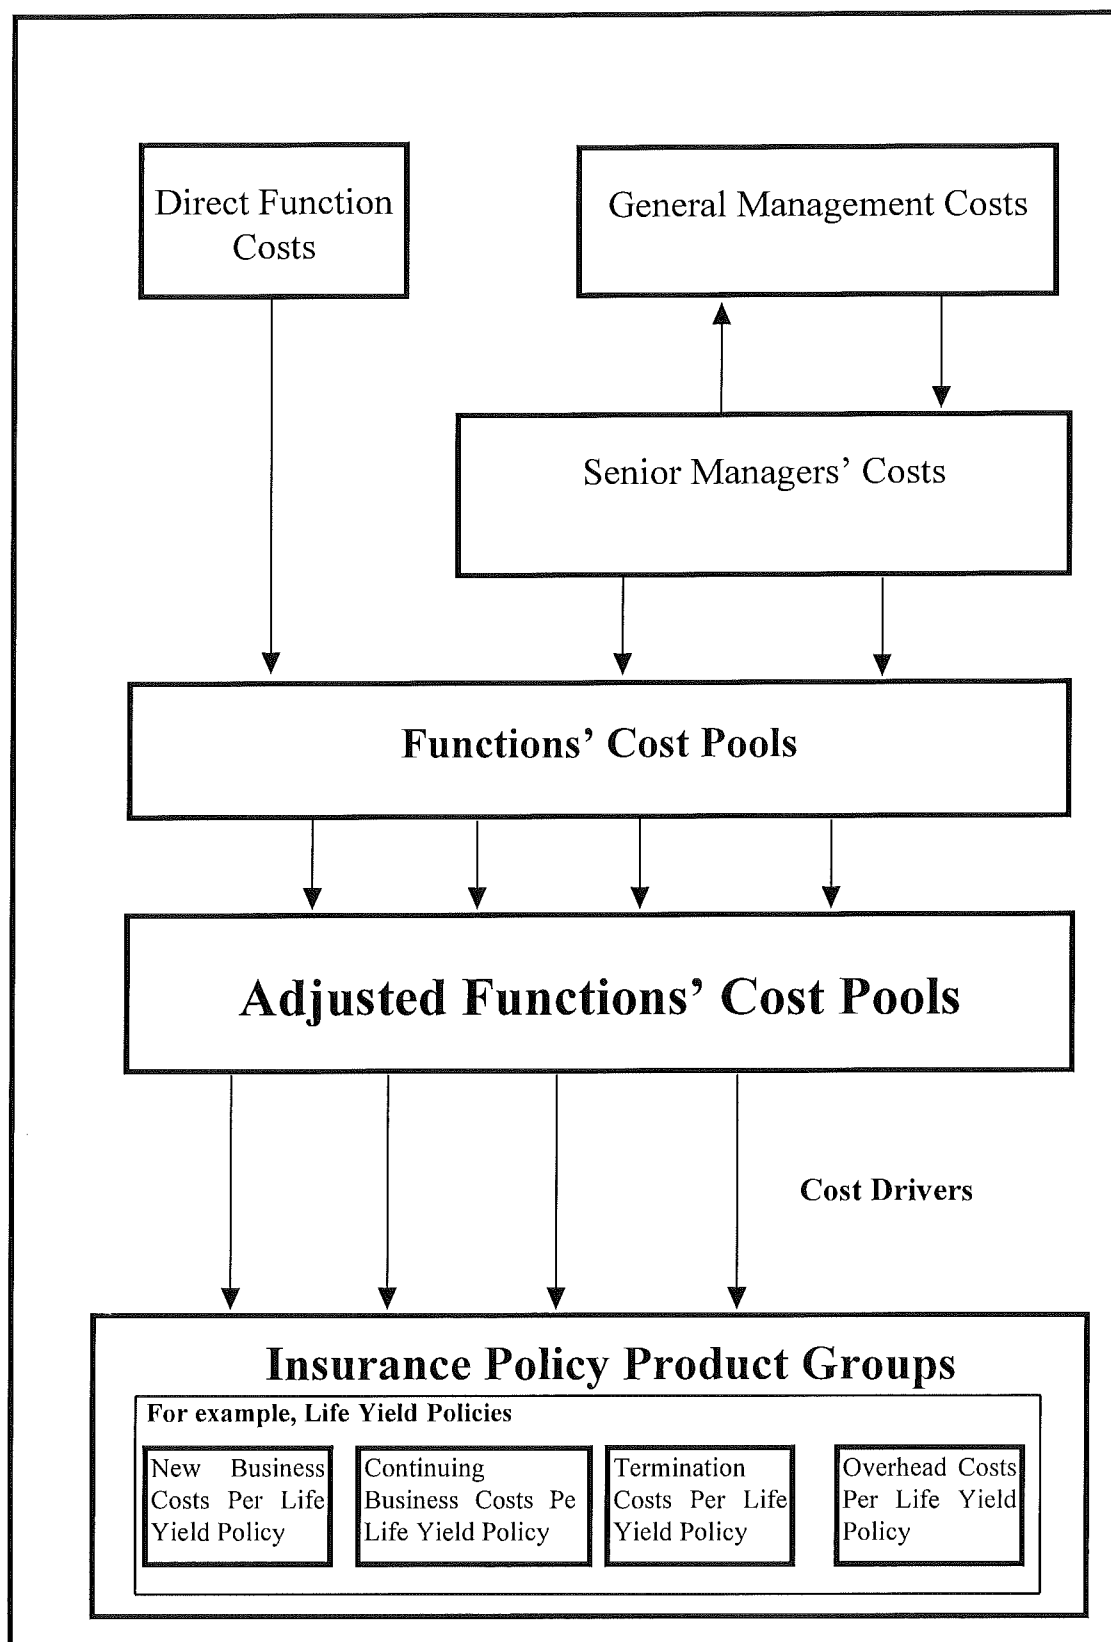 Direct Function
Costs
General Management Costs
Senior Managers' Costs
Functions' Cost Pools
Adjusted Functions' Cost Pools
Cost Drivers
Insurance Policy Product Groups
For example, Life Yield Policies
New Business
Costs Per Life
Yield Policy
Continuing
Business Costs Pe
Life Yield Policy
Termination
Costs Per Life
Yield Policy
Overhead Costs
Per Life Yield
Policy